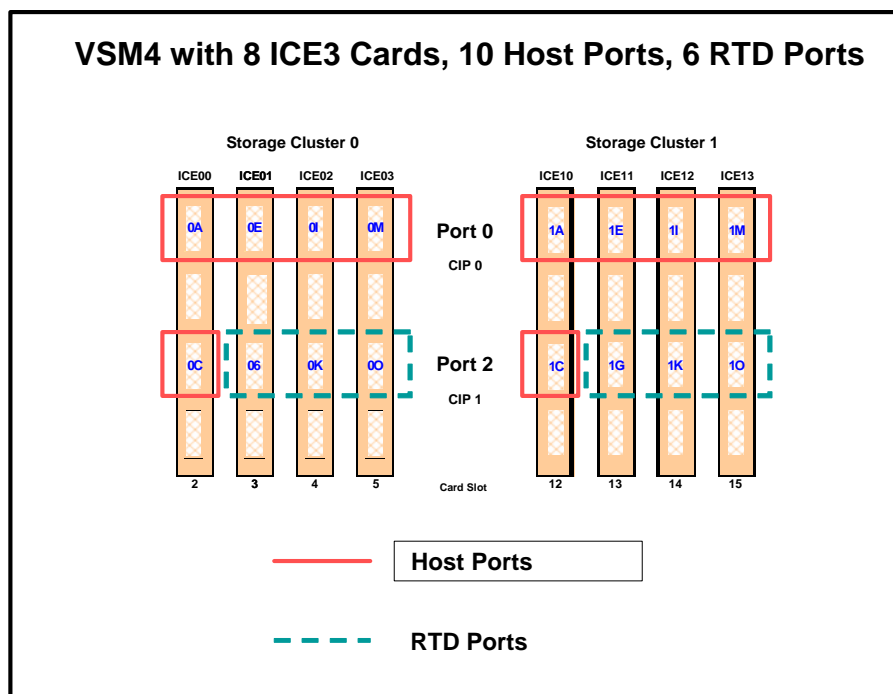 VSM4 with 8 ICE3 Cards, 10 Host Ports, 6 RTD Ports
Storage Cluster 0 Storage Cluster 1
ICE00 ICE01 ICE02 ICE03 ICE10 ICE11 ICE12 ICE13
0A 0E 0I 0M Port 0 1A 1E 1I 1M
CIP 0
0C 06 0K 0O Port 2 1C 1G 1K 1O
CIP 1
2 3 4 5 Card Slot 12 13 14 15
Host Ports
RTD Ports